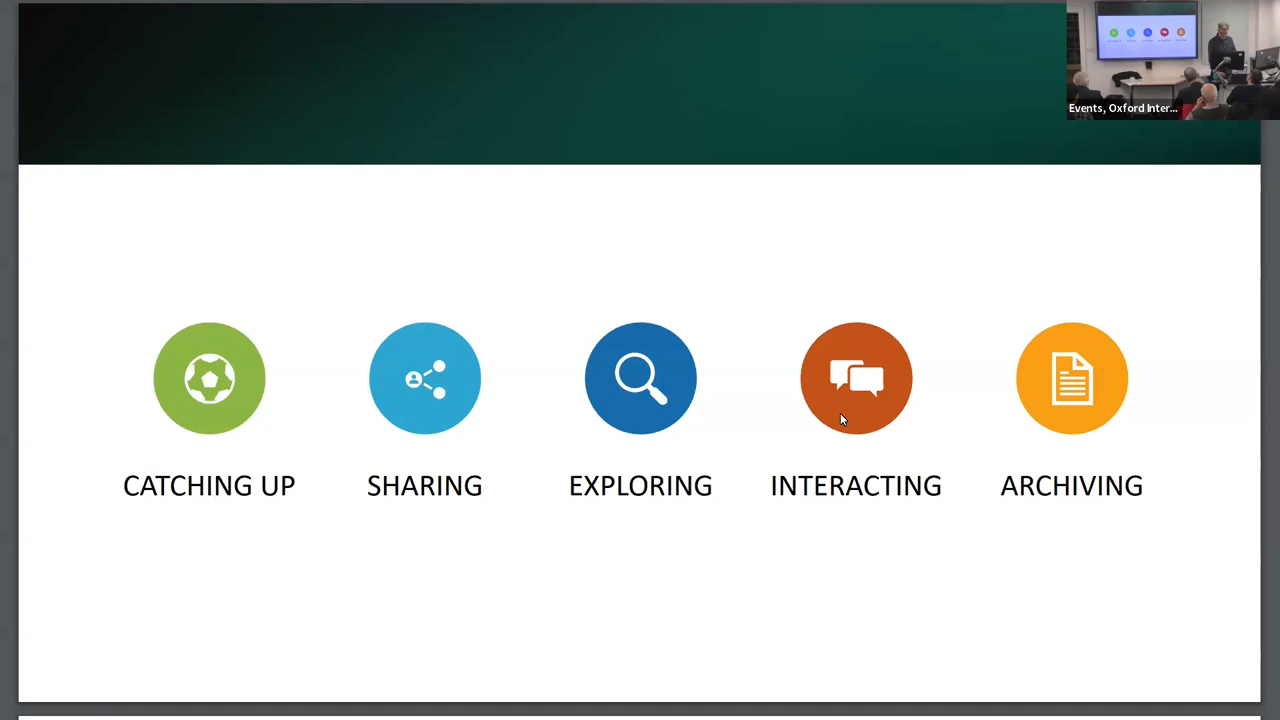 Events, Oxford Inter...
CATCHING UP
SHARING
EXPLORING
INTERACTING
ARCHIVING